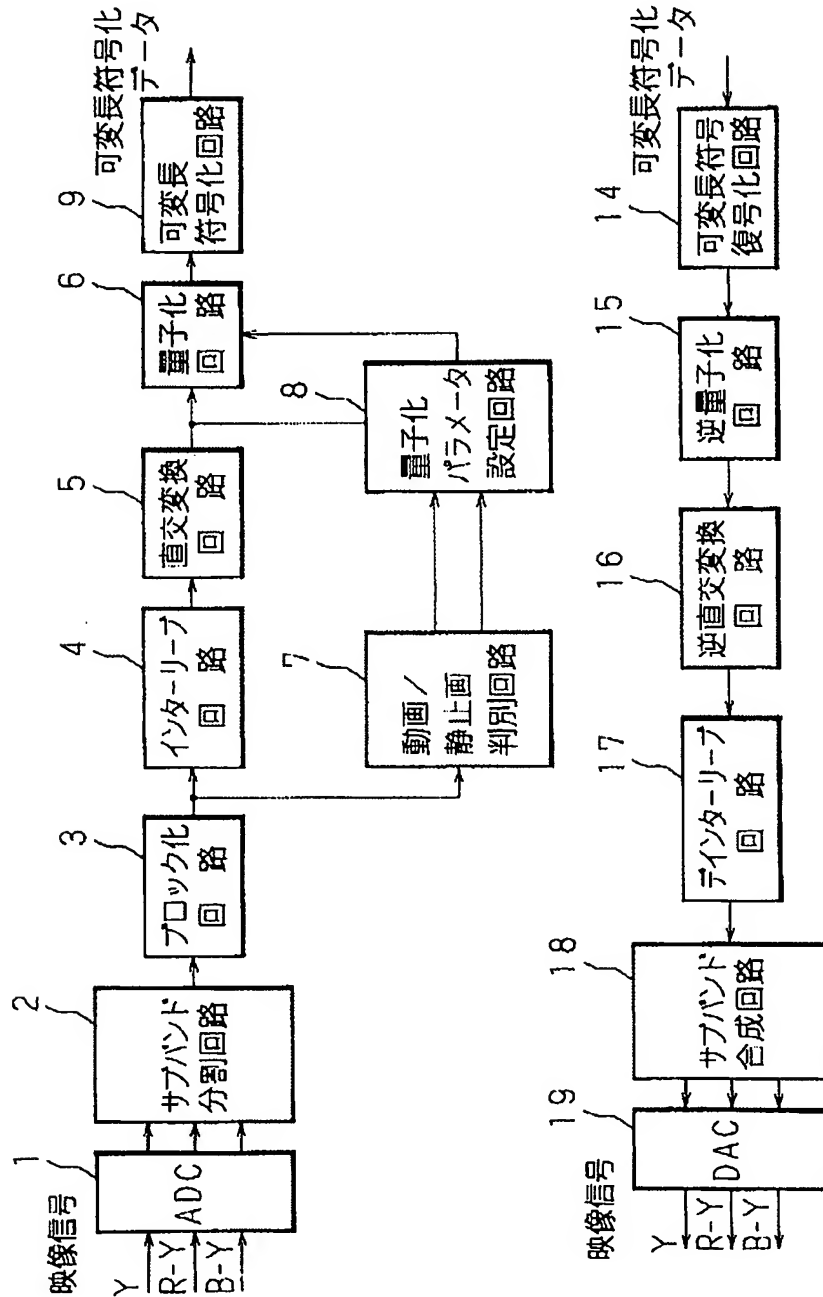 映像信号
Y
R-Y
B-Y
1
ADC
2
サブバンド
分割回路
3
ブロック化
回 路
4
インターリーブ
回 路
5
直交変換
回 路
6
量子化
回 路
9
可変長
符号化回路
可変長符号化
データ
7
動画/
静止画
判別回路
8
量子化
パラメータ
設定回路
映像信号
Y
R-Y
B-Y
19
DAC
18
サブバンド
合成回路
17
デインターリーブ
回 路
16
逆直交変換
回 路
15
逆量子化
回 路
14
可変長符号
復号化回路
可変長符号化
データ